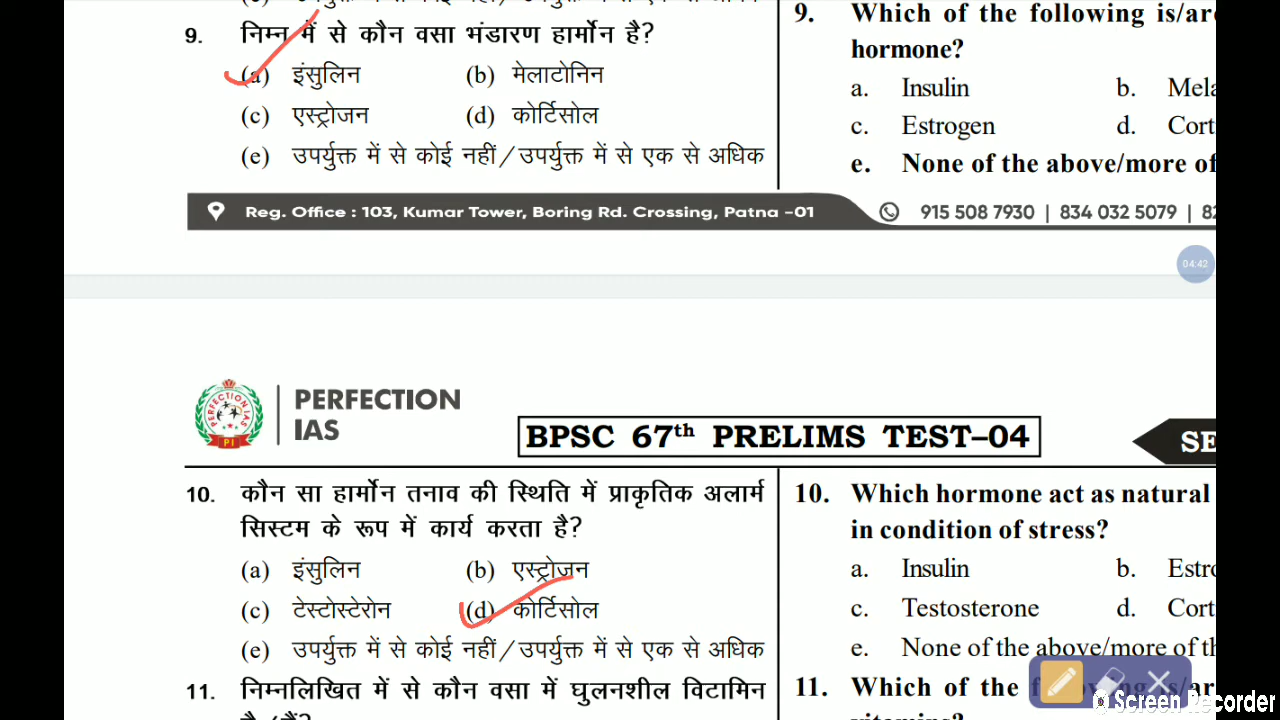 9. निम्न में से कौन वसा भंडारण हार्मोन है?
(a) इंसुलिन (b) मेलाटोनिन
(c) एस्ट्रोजन (d) कोर्टिसोल
(e) उपर्युक्त में से कोई नहीं/उपर्युक्त में से एक से अधिक
9. Which of the following is/are
hormone?
a. Insulin b. Mela
c. Estrogen d. Cort
e. None of the above/more of
Reg. Office : 103, Kumar Tower, Boring Rd. Crossing, Patna -01
915 508 7930 | 834 032 5079 | 82
04:42
PERFECTION IAS
PI
PERFECTION
IAS
BPSC 67th PRELIMS TEST-04
SE
10. कौन सा हार्मोन तनाव की स्थिति में प्राकृतिक अलार्म
सिस्टम के रूप में कार्य करता है?
(a) इंसुलिन (b) एस्ट्रोजन
(c) टेस्टोस्टेरोन (d) कोर्टिसोल
(e) उपर्युक्त में से कोई नहीं/उपर्युक्त में से एक से अधिक
11. निम्नलिखित में से कौन वसा में घुलनशील विटामिन
10. Which hormone act as natural
in condition of stress?
a. Insulin b. Estro
c. Testosterone d. Cort
e. None of the above/more of th
11. Which of the
Screen Recorder